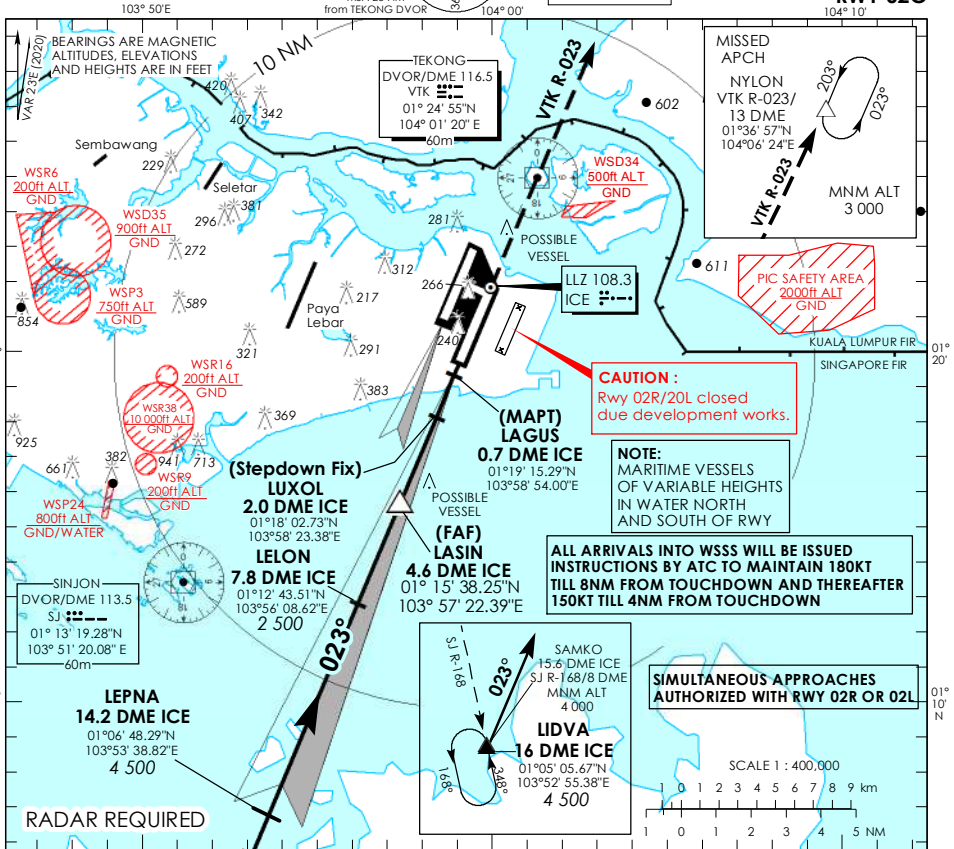 103° 50'E
from TEKONG DVOR
104° 00'
104° 10'
VAR 23'E (2020)
BEARINGS ARE MAGNETIC
ALTITUDES, ELEVATIONS
AND HEIGHTS ARE IN FEET
10 NM
420
407
342
TEKONG
DVOR/DME 116.5
VTK
01° 24' 55"N
104° 01' 20" E
60m
VTK R-023
602
MISSED
APCH
NYLON
VTK R-023/
13 DME
01°36' 57"N
104°06' 24"E
203°
023°
VTK R-023
MNM ALT
3 000
Sembawang
229
Seletar
WSR6
200ft ALT
GND
WSD35
900ft ALT
GND
296
381
272
WSP3
750ft ALT
GND
854
589
281
312
217
Paya
Lebar
321
291
WSD34
500ft ALT
GND
27
9
18
POSSIBLE
VESSEL
266
240
LLZ 108.3
ICE
611
PIC SAFETY AREA
2000ft ALT
GND
KUALA LUMPUR FIR
SINGAPORE FIR
01°
20'
CAUTION :
Rwy 02R/20L closed
due development works.
WSR16
200ft ALT
GND
383
369
WSR38
10 000ft ALT
GND
925
661
382
941
713
WSR9
200ft ALT
GND
WSP24
800ft ALT
GND/WATER
(MAPT)
LAGUS
0.7 DME ICE
01°19' 15.29"N
103°58' 54.00"E
(Stepdown Fix)
LUXOL
2.0 DME ICE
01°18' 02.73"N
103°58' 23.38"E
POSSIBLE
VESSEL
NOTE:
MARITIME VESSELS
OF VARIABLE HEIGHTS
IN WATER NORTH
AND SOUTH OF RWY
(FAF)
LASIN
4.6 DME ICE
01° 15' 38.25"N
103° 57' 22.39"E
LELON
7.8 DME ICE
01°12' 43.51"N
103°56' 08.62"E
2 500
ALL ARRIVALS INTO WSSS WILL BE ISSUED
INSTRUCTIONS BY ATC TO MAINTAIN 180KT
TILL 8NM FROM TOUCHDOWN AND THEREAFTER
150KT TILL 4NM FROM TOUCHDOWN
0
27
9
18
SINJON
DVOR/DME 113.5
SJ
01° 13' 19.28"N
103° 51' 20.08" E
60m
023°
SJ R-168
023°
SAMKO
15.6 DME ICE
SJ R-168/8 DME
MNM ALT
4 000
LIDVA
16 DME ICE
01°05' 05.67"N
103°52' 55.38"E
4 500
168°
348°
SIMULTANEOUS APPROACHES
AUTHORIZED WITH RWY 02R OR 02L
01°
10'
N
LEPNA
14.2 DME ICE
01°06' 48.29"N
103°53' 38.82"E
4 500
RADAR REQUIRED
SCALE 1 : 400,000
1 0 1 2 3 4 5 6 7 8 9 km
1 0 1 2 3 4 5 NM